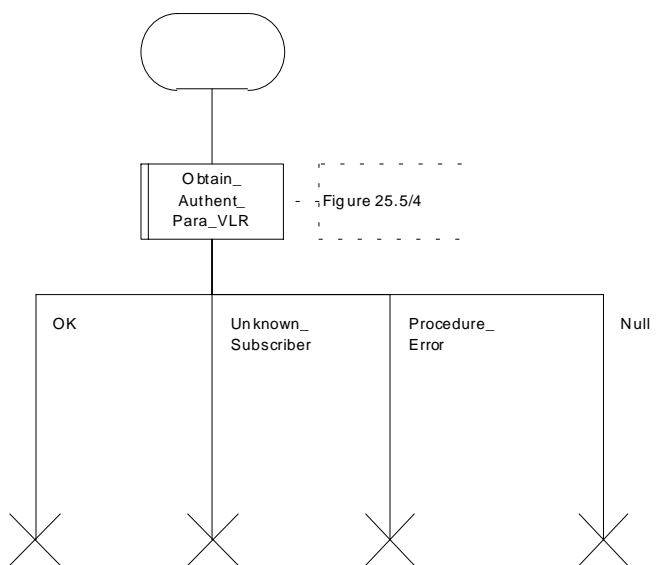 Obtain_
Authent_
Para_VLR
Figure 25.5/4
OK
Unknown_
Subscriber
Procedure_
Error
Null